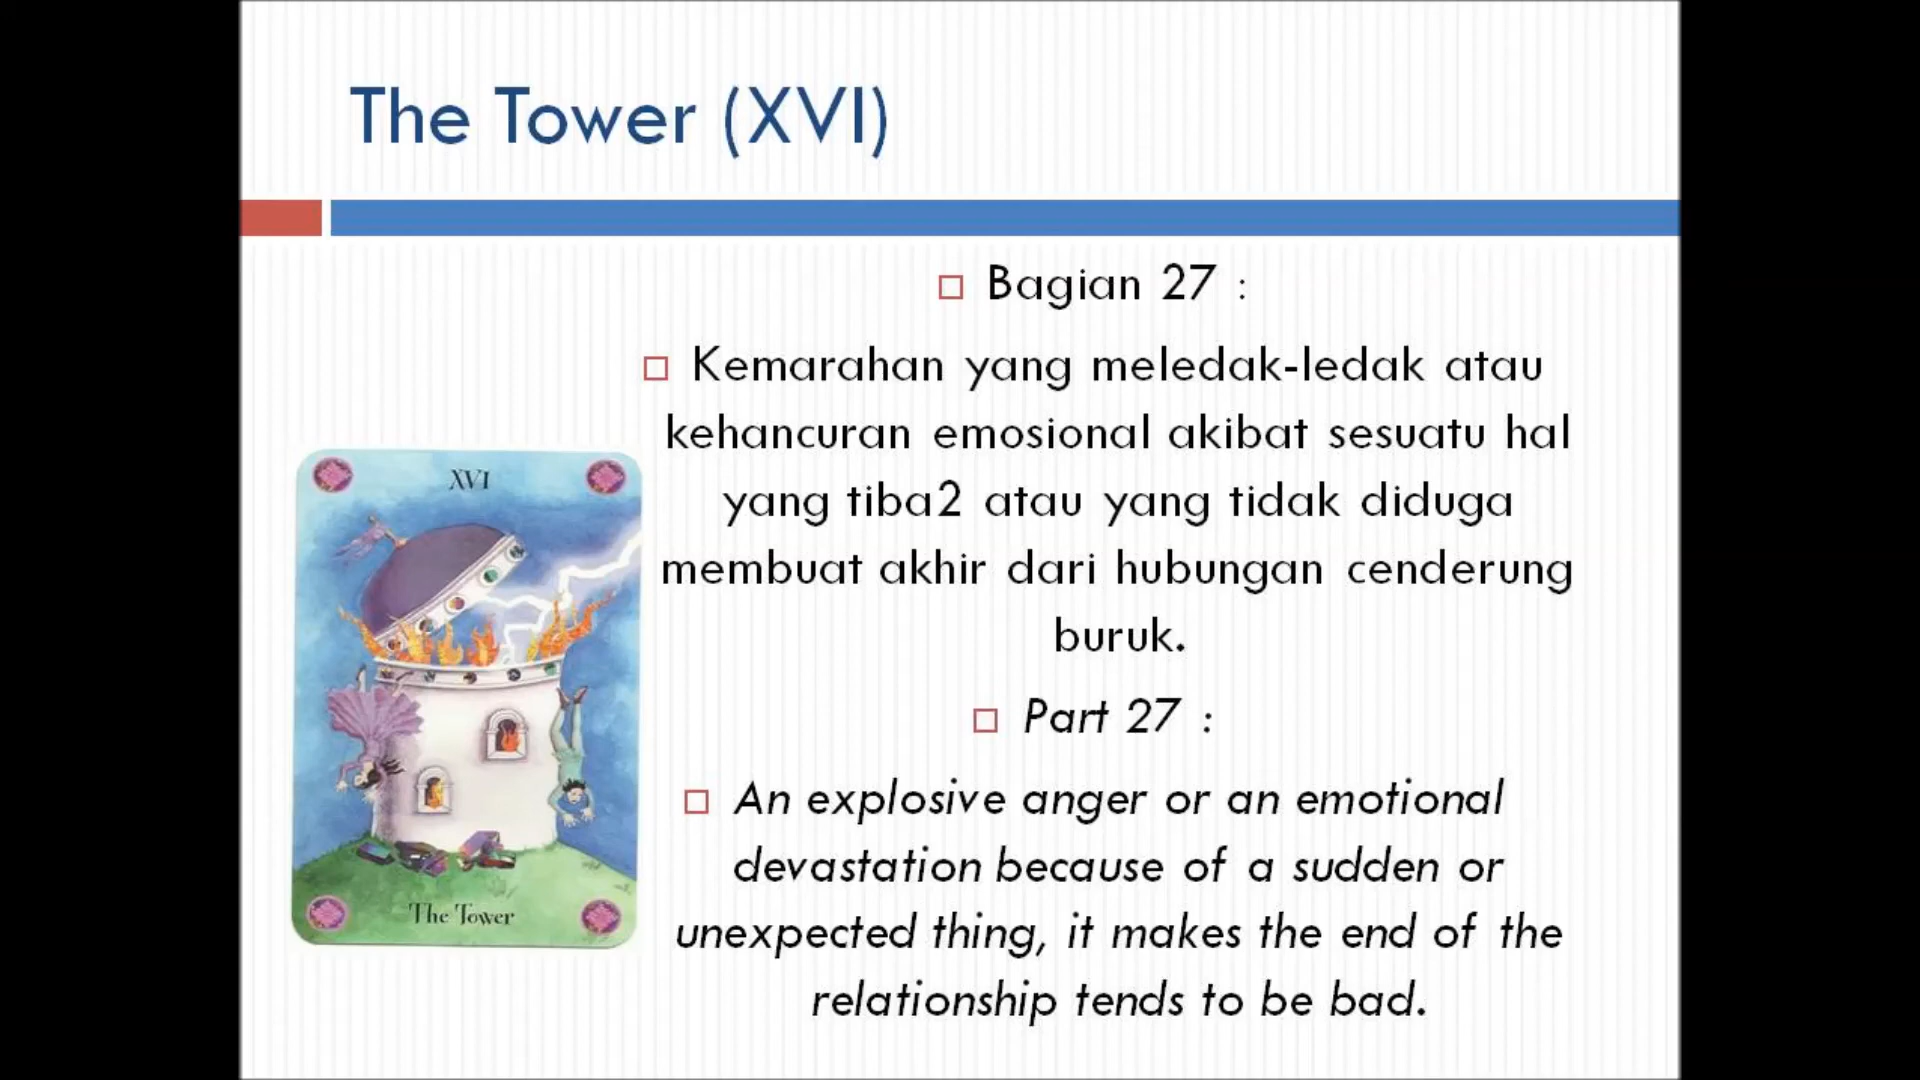 The Tower (XVI)
Bagian 27 :
Kemarahan yang meledak-ledak atau
kehancuran emosional akibat sesuatu hal
yang tiba2 atau yang tidak diduga
membuat akhir dari hubungan cenderung
buruk.
Part 27 :
An explosive anger or an emotional
devastation because of a sudden or
unexpected thing, it makes the end of the
relationship tends to be bad.
XVI
The Tower